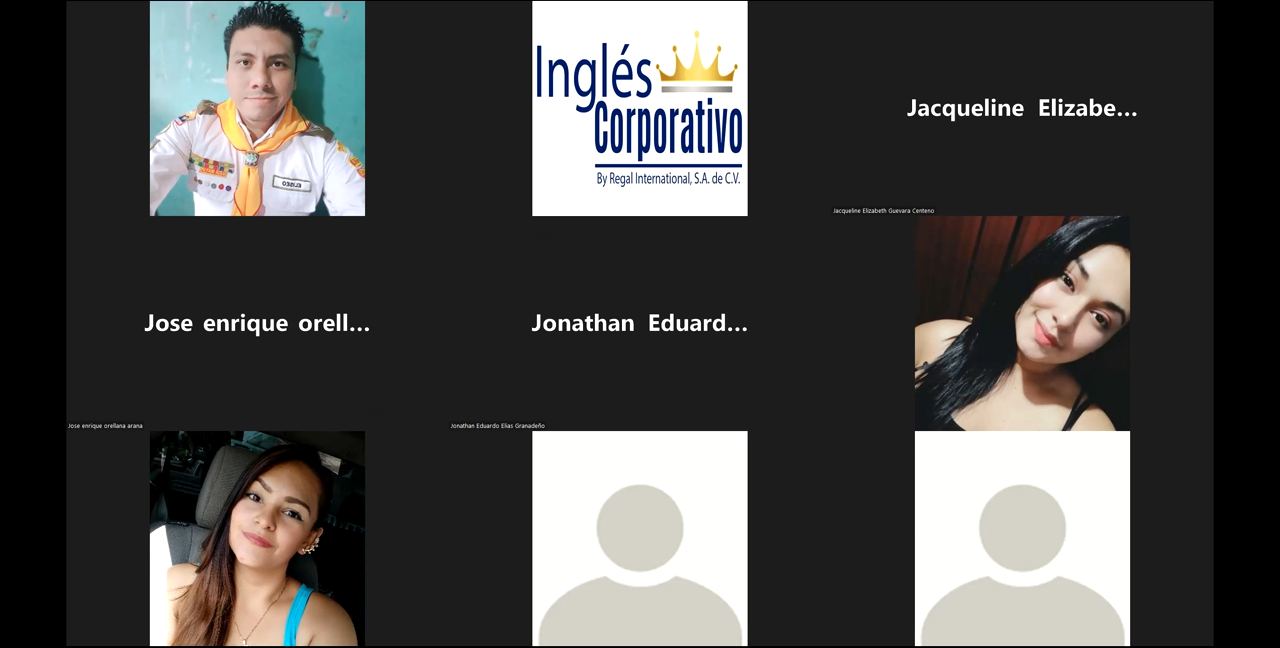 Inglés
Corporativo
By Regal International, S.A. de C.V.
Jacqueline Elizabe...
Jacqueline Elizabeth Guevara Centeno
Jose enrique orell...
Jonathan Eduard...
Jose enrique orellana arana
Jonathan Eduardo Elias Granadeño